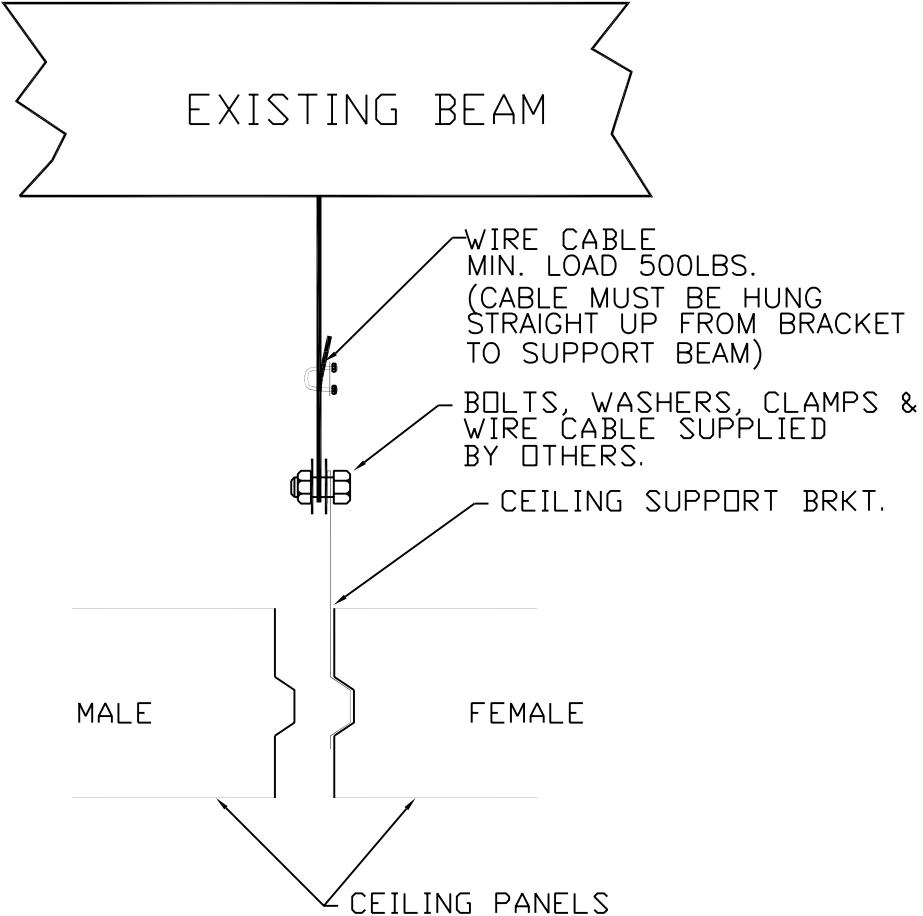 EXISTING BEAM
WIRE CABLE
MIN. LOAD 500LBS.
(CABLE MUST BE HUNG
STRAIGHT UP FROM BRACKET
TO SUPPORT BEAM)
BOLTS, WASHERS, CLAMPS &
WIRE CABLE SUPPLIED
BY OTHERS.
CEILING SUPPORT BRKT.
MALE
FEMALE
CEILING PANELS